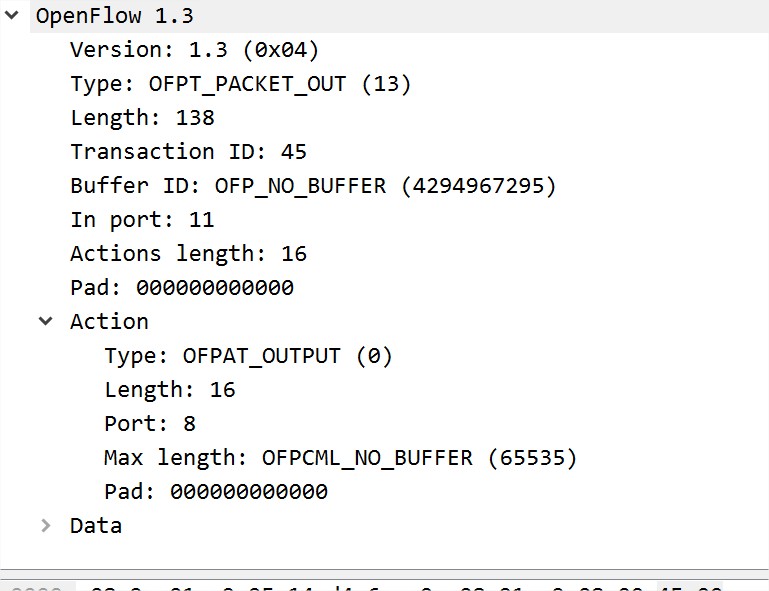 OpenFlow 1.3
Version: 1.3 (0x04)
Type: OFPT_PACKET_OUT (13)
Length: 138
Transaction ID: 45
Buffer ID: OFP_NO_BUFFER (4294967295)
In port: 11
Actions length: 16
Pad: 000000000000
Action
Type: OFPAT_OUTPUT (0)
Length: 16
Port: 8
Max length: OFPCML_NO_BUFFER (65535)
Pad: 000000000000
Data